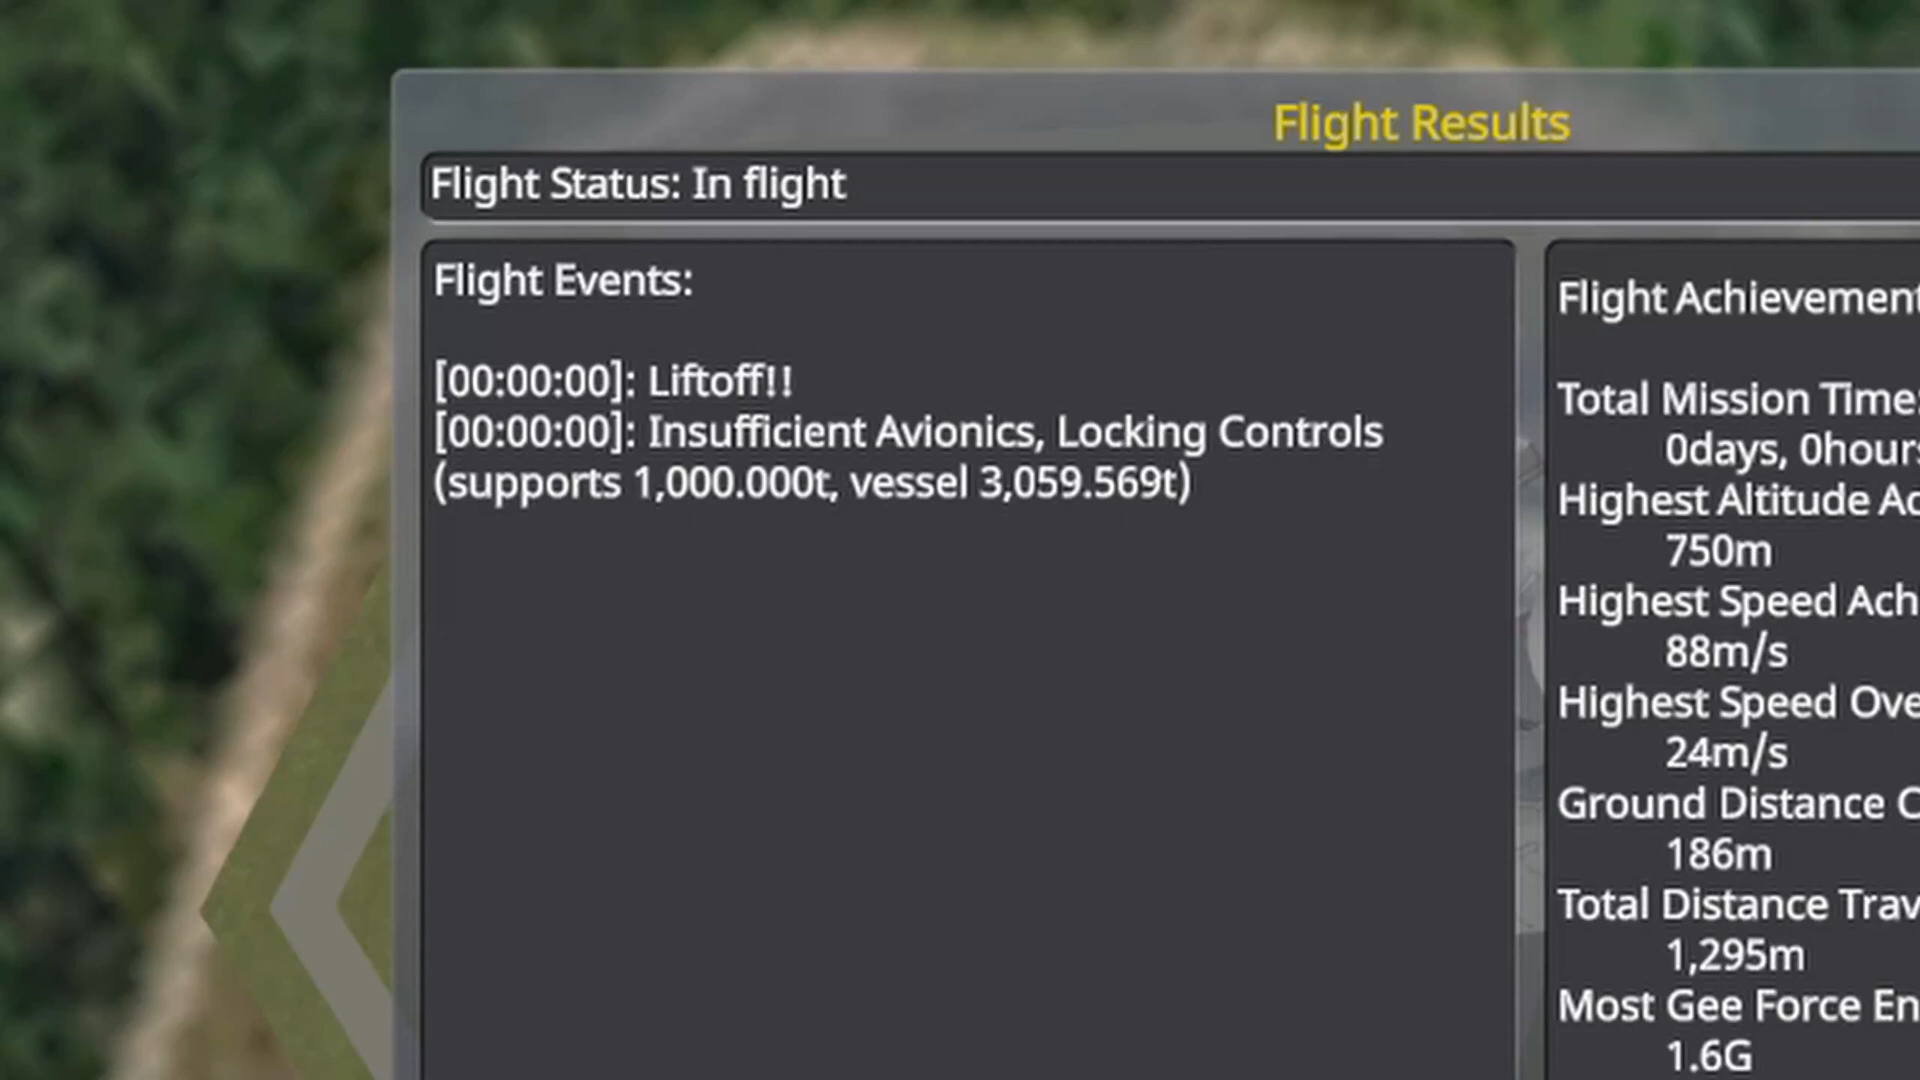 Flight Results
Flight Status: In flight
Flight Events:
[00:00:00]: Liftoff!!
[00:00:00]: Insufficient Avionics, Locking Controls
(supports 1,000.000t, vessel 3,059.569t)
Flight Achievement
Total Mission Time:
0days, 0hours
Highest Altitude Ac
750m
Highest Speed Ach
88m/s
Highest Speed Ove
24m/s
Ground Distance C
186m
Total Distance Trav
1,295m
Most Gee Force En
1.6G